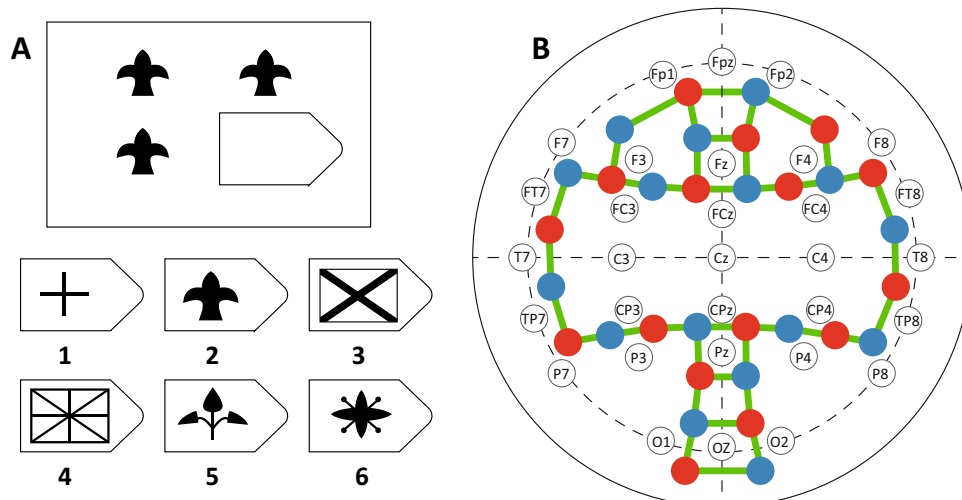 A
1 2 3
4 5 6
B
Fpz
Fp1 Fp2
F7 F3 Fz F4 F8
FT7 FC3 FCz FC4 FT8
T7 C3 Cz C4 T8
TP7 CP3 CPz CP4 TP8
P7 P3 Pz P4 P8
O1 OZ O2